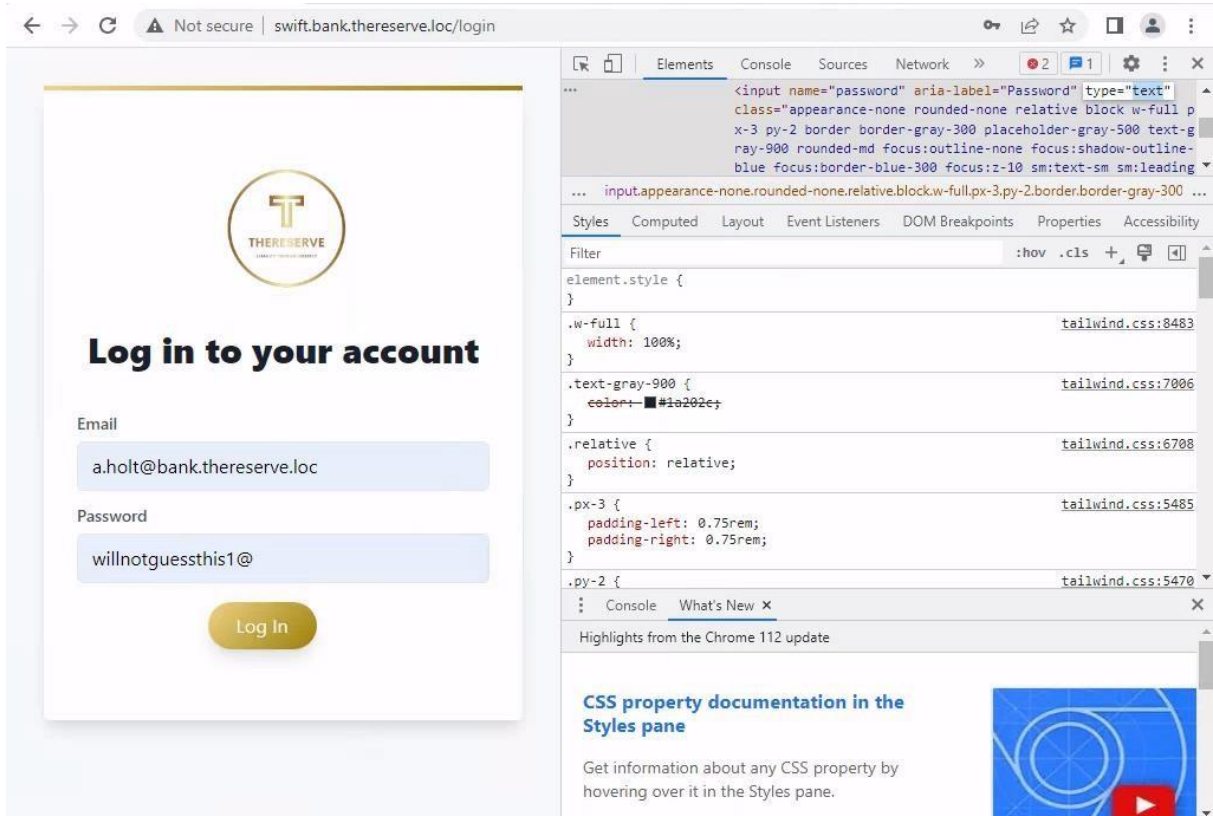 Not secure | swift.bank.thereserve.loc/login
THERESERVE
Log in to your account
Email
a.holt@bank.thereserve.loc
Password
willnotguessthis1@
Log In
Elements Console Sources Network » 2 1
... <input name="password" aria-label="Password" type="text"
class="appearance-none rounded-none relative block w-full p
x-3 py-2 border border-gray-300 placeholder-gray-500 text-g
ray-900 rounded-md focus:outline-none focus:shadow-outline-
blue focus:border-blue-300 focus:z-10 sm:text-sm sm:leading
... input.appearance-none.rounded-none.relative.block.w-full.px-3.py-2.border.border-gray-300 ...
Styles Computed Layout Event Listeners DOM Breakpoints Properties Accessibility
Filter :hov .cls +
element.style {
}
.w-full { tailwind.css:8483
width: 100%;
}
.text-gray-900 { tailwind.css:7006
color: #1a202c;
}
.relative { tailwind.css:6708
position: relative;
}
.px-3 { tailwind.css:5485
padding-left: 0.75rem;
padding-right: 0.75rem;
}
.py-2 { tailwind.css:5470
Console What's New ×
Highlights from the Chrome 112 update
CSS property documentation in the
Styles pane
Get information about any CSS property by
hovering over it in the Styles pane.